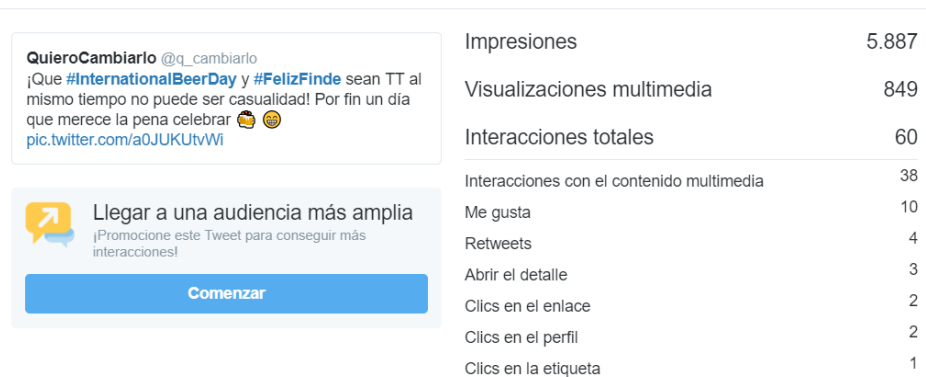 QuieroCambiarlo @q_cambiarlo
¡Que #InternationalBeerDay y #FelizFinde sean TT al
mismo tiempo no puede ser casualidad! Por fin un día
que merece la pena celebrar 🍻 😁
pic.twitter.com/a0JUKUtvWi
Llegar a una audiencia más amplia
¡Promocione este Tweet para conseguir más
interacciones!
Comenzar
Impresiones 5.887
Visualizaciones multimedia 849
Interacciones totales 60
Interacciones con el contenido multimedia 38
Me gusta 10
Retweets 4
Abrir el detalle 3
Clics en el enlace 2
Clics en el perfil 2
Clics en la etiqueta 1